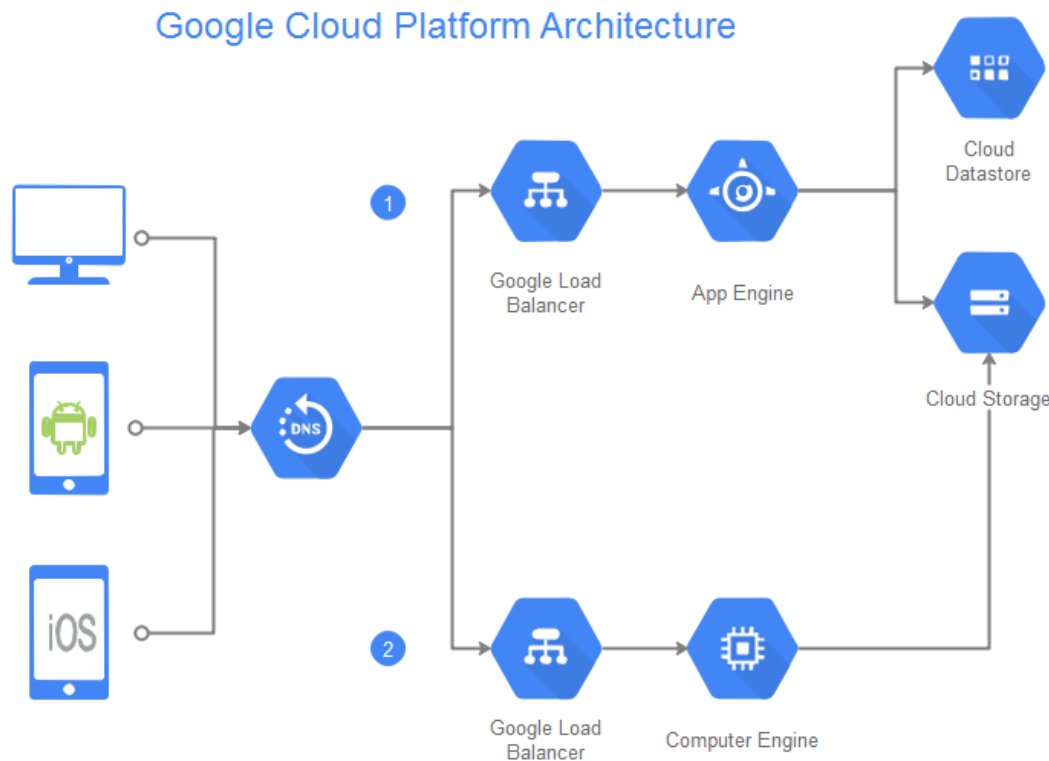 Google Cloud Platform Architecture
Cloud
Datastore
1
Google Load
Balancer
App Engine
Cloud Storage
DNS
iOS
2
Google Load
Balancer
Computer Engine